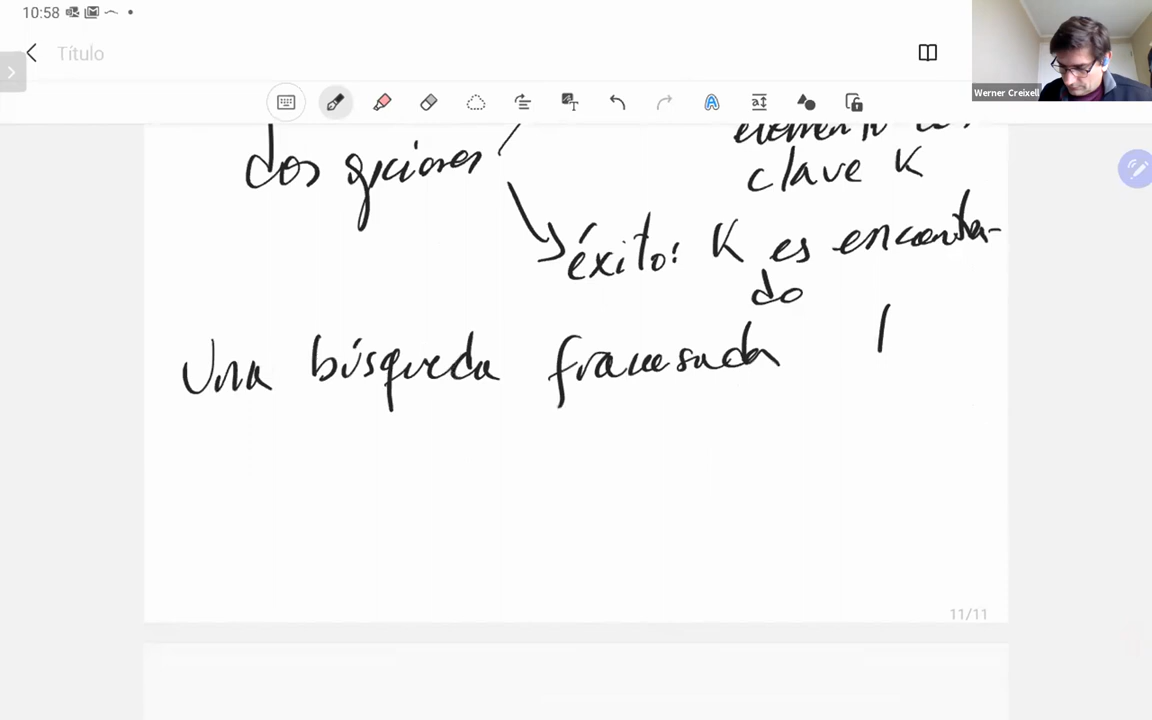 10:58
Título
Werner Creixell
clave K
dos opciones
éxito: K es encontra-
do
Una búsqueda fracasada
11/11